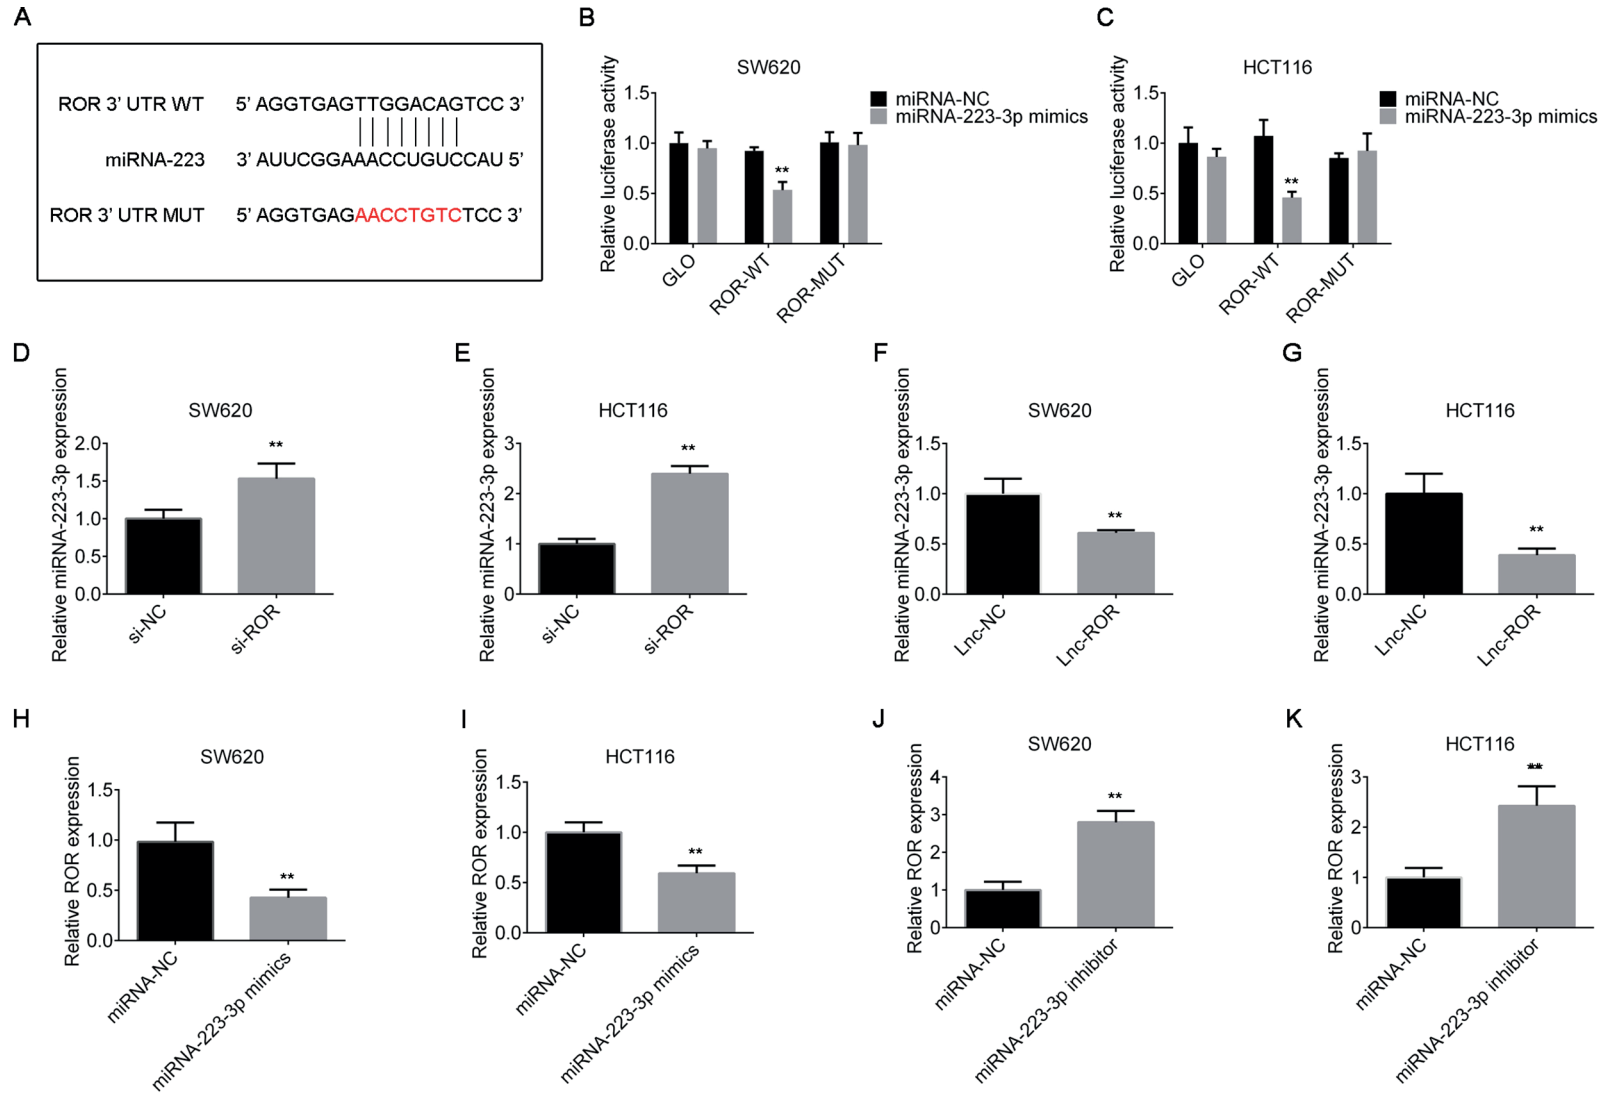 A
ROR 3’ UTR WT 5’ AGGTGAGTTGGACAGTCC 3’
miRNA-223 3’ AUUCGGAAACCUGUCCAU 5’
ROR 3’ UTR MUT 5’ AGGTGAGAACCTGTCTCC 3’
B
SW620
Relative luciferase activity
1.5
1.0
0.5
0.0
GLO
ROR-WT
ROR-MUT
**
miRNA-NC
miRNA-223-3p mimics
C
HCT116
Relative luciferase activity
1.5
1.0
0.5
0.0
GLO
ROR-WT
ROR-MUT
**
miRNA-NC
miRNA-223-3p mimics
D
SW620
Relative miRNA-223-3p expression
2.0
1.5
1.0
0.5
0.0
**
si-NC
si-ROR
E
HCT116
Relative miRNA-223-3p expression
3
2
1
0
**
si-NC
si-ROR
F
SW620
Relative miRNA-223-3p expression
1.5
1.0
0.5
0.0
**
Lnc-NC
Lnc-ROR
G
HCT116
Relative miRNA-223-3p expression
1.5
1.0
0.5
0.0
**
Lnc-NC
Lnc-ROR
H
SW620
Relative ROR expression
1.5
1.0
0.5
0.0
**
miRNA-NC
miRNA-223-3p mimics
I
HCT116
Relative ROR expression
1.5
1.0
0.5
0.0
**
miRNA-NC
miRNA-223-3p mimics
J
SW620
Relative ROR expression
4
3
2
1
0
**
miRNA-NC
miRNA-223-3p inhibitor
K
HCT116
Relative ROR expression
3
2
1
0
**
miRNA-NC
miRNA-223-3p inhibitor